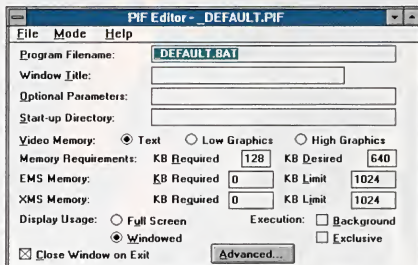 PIF Editor - _DEFAULT.PIF
File Mode Help
Program Filename: _DEFAULT.BAT
Window Title:
Optional Parameters:
Start-up Directory:
Video Memory: Text Low Graphics High Graphics
Memory Requirements: KB Required 128 KB Desired 640
EMS Memory: KB Required 0 KB Limit 1024
XMS Memory: KB Required 0 KB Limit 1024
Display Usage: Full Screen Execution: Background
Windowed Exclusive
Close Window on Exit Advanced...